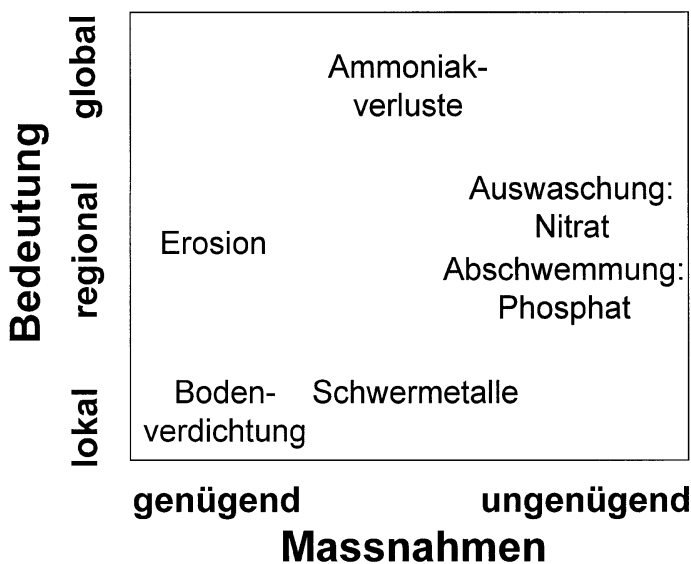 Bedeutung
global
regional
lokal
Ammoniak-
verluste
Auswaschung:
Nitrat
Erosion
Abschwemmung:
Phosphat
Boden-
verdichtung
Schwermetalle
genügend
ungenügend
Massnahmen